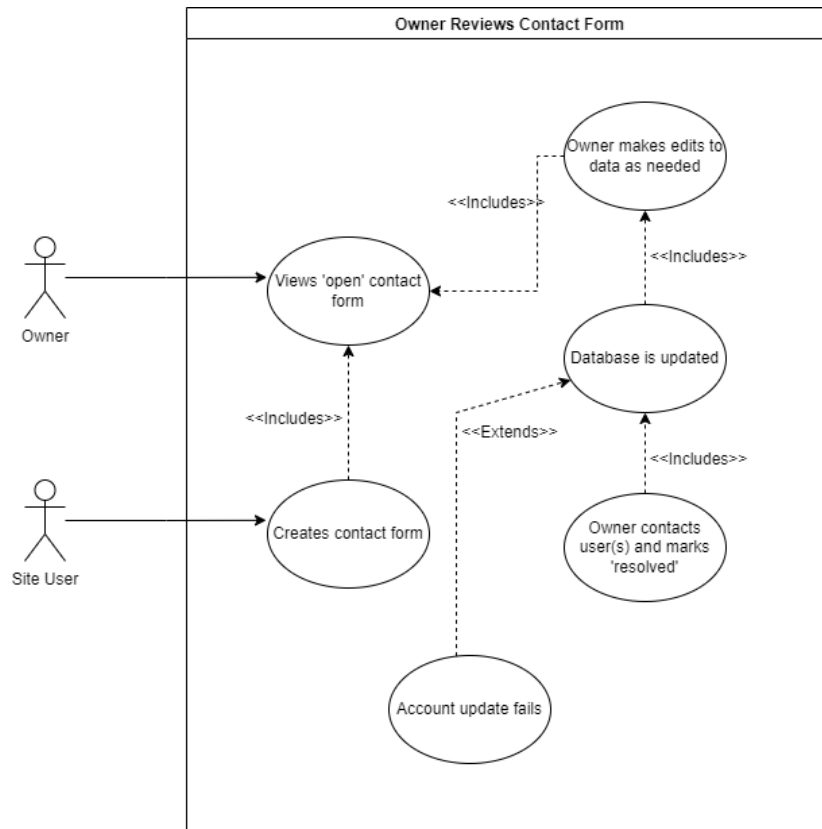 Owner Reviews Contact Form
Owner makes edits to
data as needed
<<Includes>>
Views 'open' contact
form
<<Includes>>
Owner
Database is updated
<<Includes>>
<<Extends>>
<<Includes>>
Creates contact form
Owner contacts
user(s) and marks
'resolved'
Site User
Account update fails